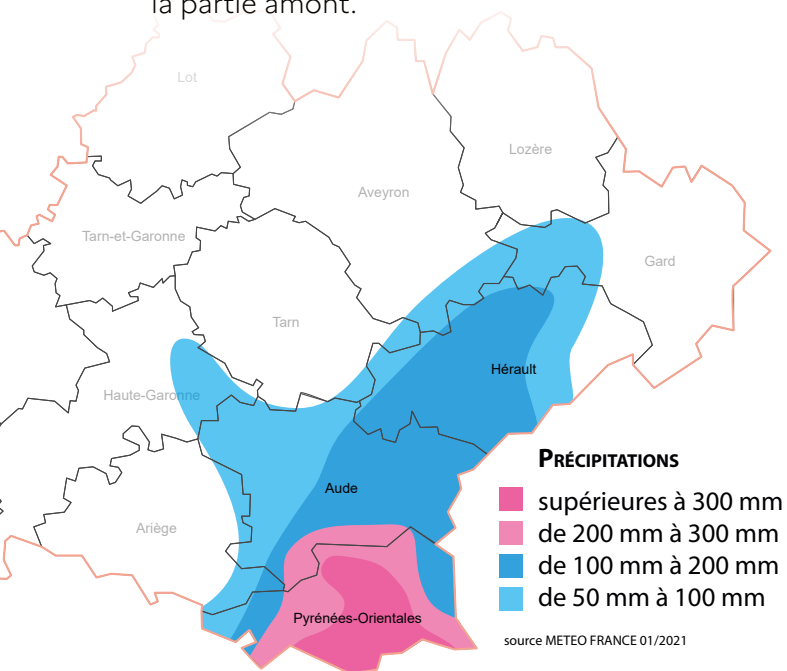 la partie amont.
Lot
Lozère
Aveyron
Tarn-et-Garonne
Gard
Tarn
Hérault
Haute-Garonne
Aude
Ariège
Pyrénées-Orientales
PRÉCIPITATIONS
supérieures à 300 mm
de 200 mm à 300 mm
de 100 mm à 200 mm
de 50 mm à 100 mm
source METEO FRANCE 01/2021